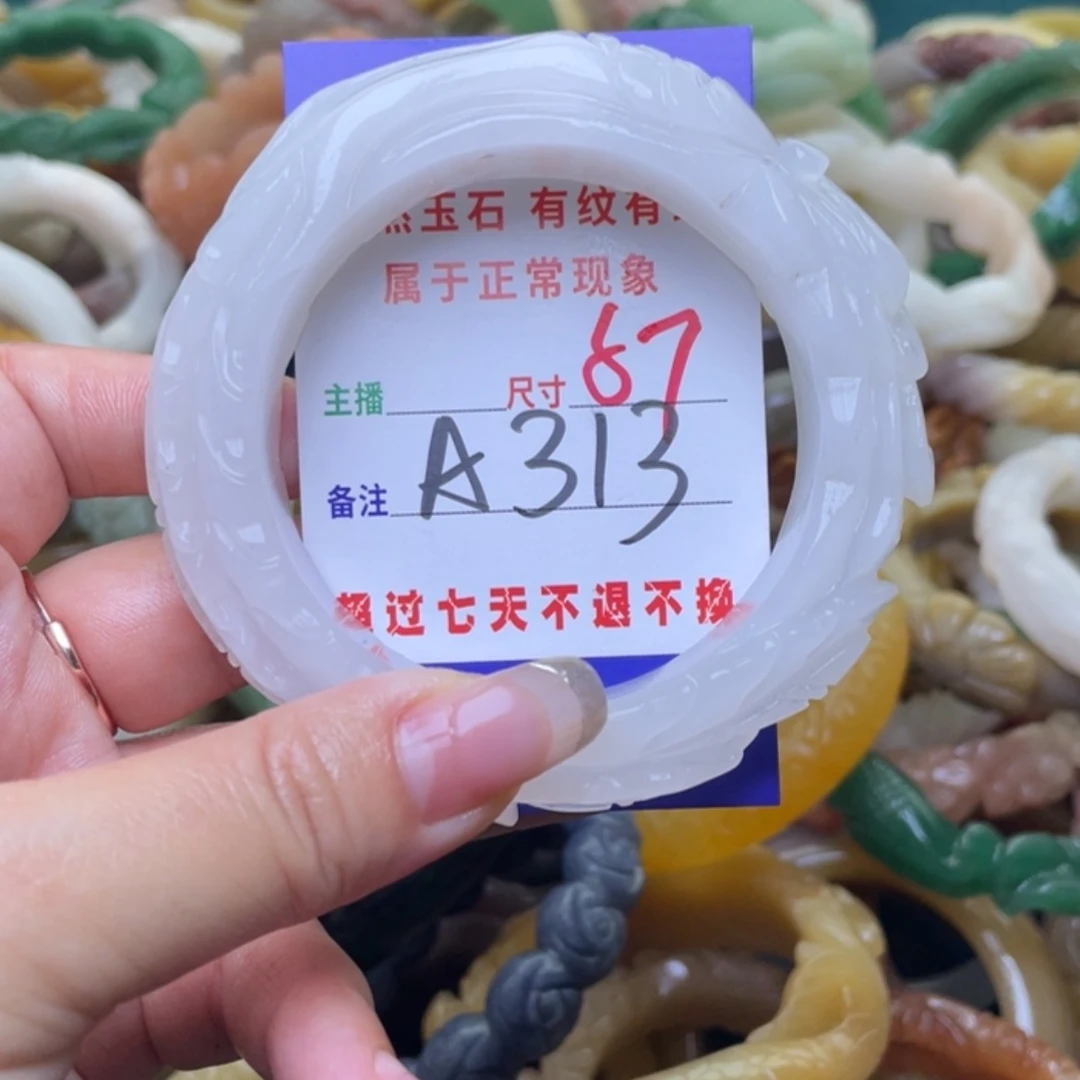 玉石 有纹有
属于正常现象
主播 尺寸 67
备注 A313
超过七天不退不换